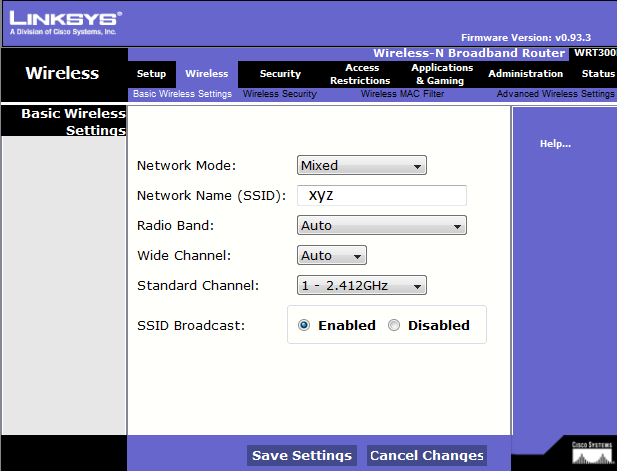 LINKSYS®
A Division of Cisco Systems, Inc.
Firmware Version: v0.93.3
Wireless-N Broadband Router WRT300
Wireless
Setup Wireless Security Access Restrictions Applications & Gaming Administration Status
Basic Wireless Settings Wireless Security Wireless MAC Filter Advanced Wireless Settings
Basic Wireless
Settings
Help...
Network Mode: Mixed
Network Name (SSID): xyz
Radio Band: Auto
Wide Channel: Auto
Standard Channel: 1 - 2.412GHz
SSID Broadcast: Enabled Disabled
Save Settings Cancel Changes
CISCO SYSTEMS